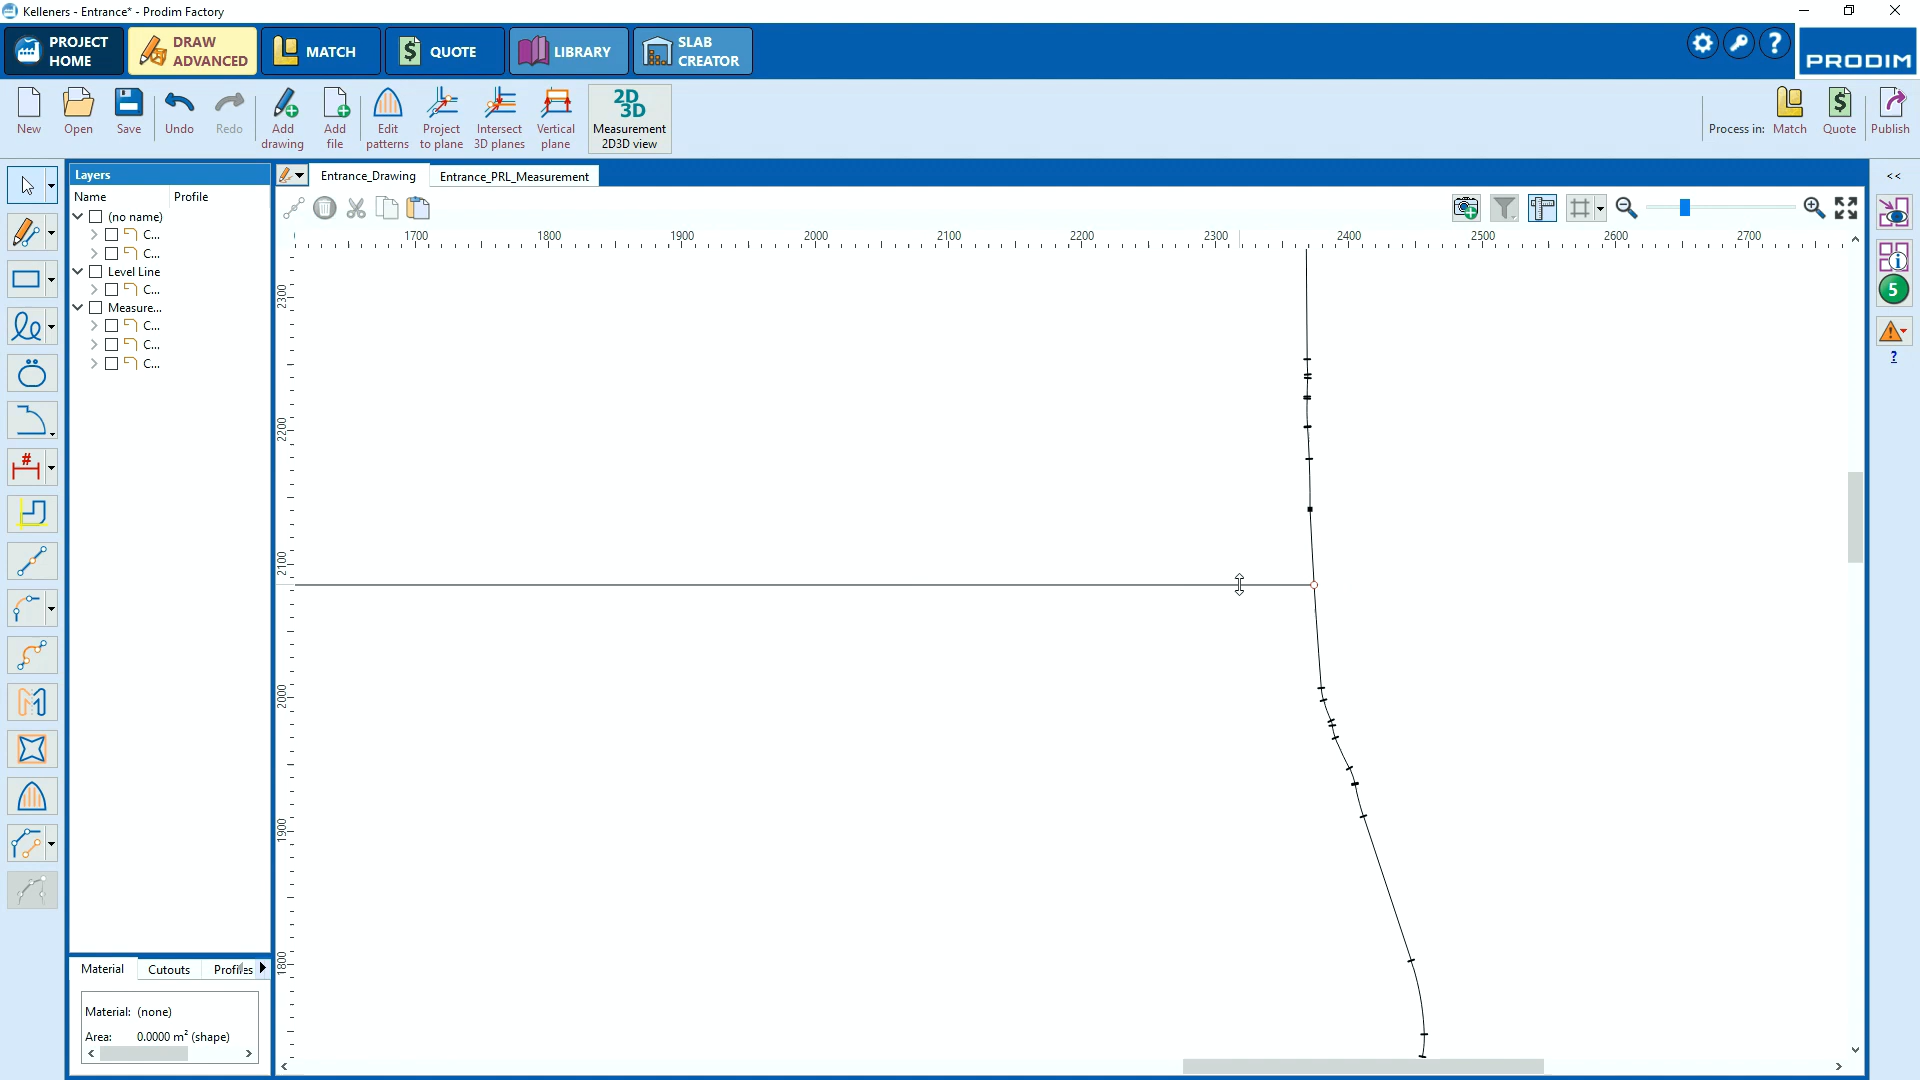 Kelleners - Entrance* - Prodim Factory
PROJECT
HOME
DRAW
ADVANCED
MATCH
QUOTE
LIBRARY
SLAB
CREATOR
PRODIM
New
Open
Save
Undo
Redo
Add
drawing
Add
file
Edit
patterns
Project
to plane
Intersect
3D planes
Vertical
plane
2D
3D
Measurement
2D3D view
Process in:
Match
Quote
Publish
Layers
Name
Profile
(no name)
C...
C...
Level Line
C...
Measure...
C...
C...
C...
Entrance_Drawing
Entrance_PRL_Measurement
<<
1700 1800 1900 2000 2100 2200 2300 2400 2500 2600 2700
2300
2200
2100
2000
1900
1800
#
5
?
Material
Cutouts
Profiles
Material: (none)
Area: 0.0000 m² (shape)